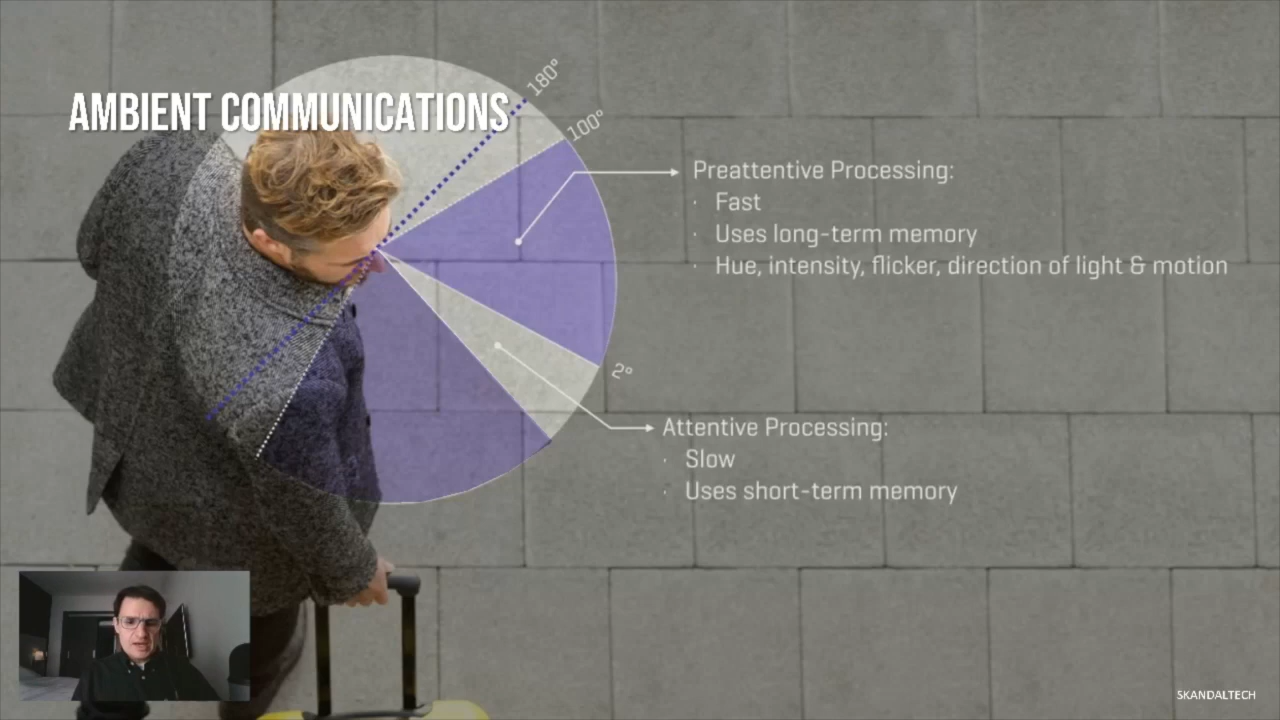 AMBIENT COMMUNICATIONS
180°
100°
Preattentive Processing:
· Fast
· Uses long-term memory
· Hue, intensity, flicker, direction of light & motion
2°
Attentive Processing:
· Slow
· Uses short-term memory
SKANDALTECH